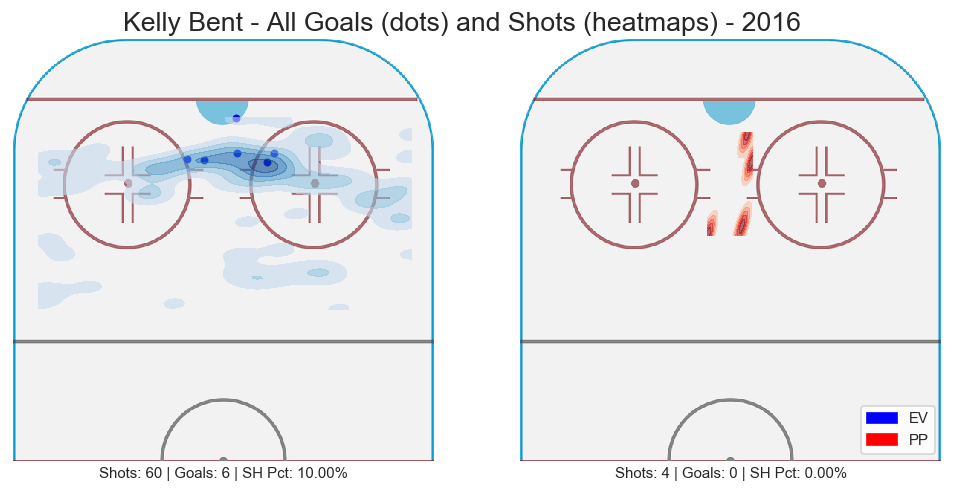 Kelly Bent - All Goals (dots) and Shots (heatmaps) - 2016
EV
PP
Shots: 60 | Goals: 6 | SH Pct: 10.00%
Shots: 4 | Goals: 0 | SH Pct: 0.00%